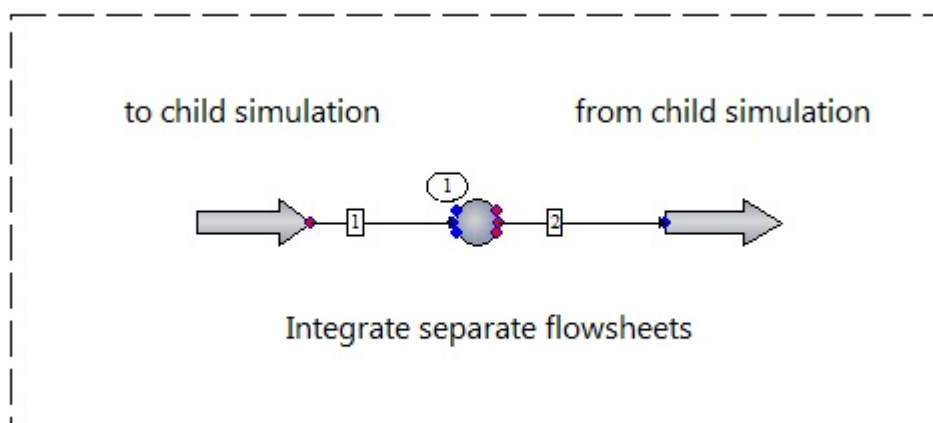 to child simulation
from child simulation
1
1
2
Integrate separate flowsheets